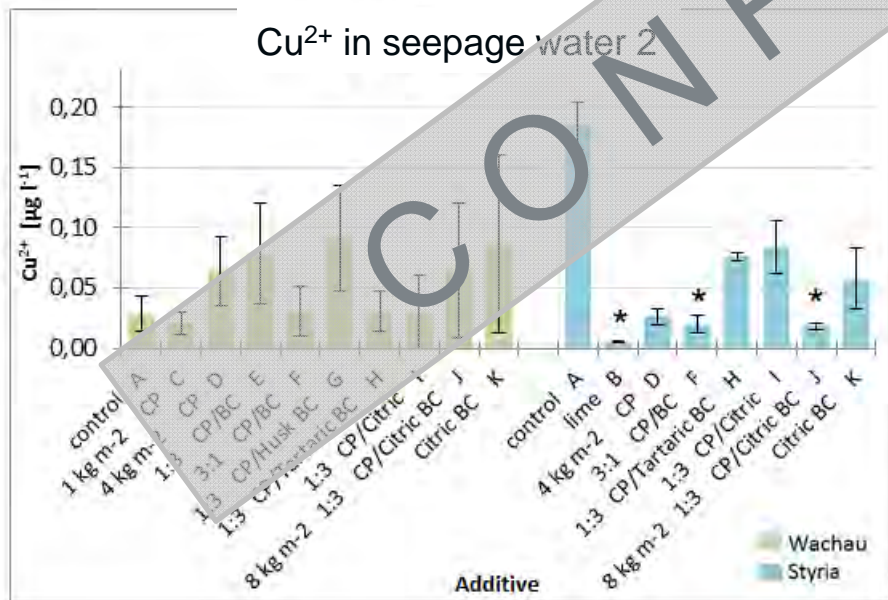 Cu²⁺ in seepage water 2
CONF
Cu²⁺ [µg l⁻¹]
0,20
0,15
0,10
0,05
0,00
control A
1 kg m-2 CP C
4 kg m-2 CP D
1:3 CP/BC E
3:1 CP/BC F
1:3 CP/Husk BC G
1:3 CP/Tartaric BC H
1:3 CP/Citric I
8 kg m-2 1:3 CP/Citric BC J
Citric BC K
control A
lime B
4 kg m-2 CP D
3:1 CP/BC F
1:3 CP/Tartaric BC H
1:3 CP/Citric I
8 kg m-2 1:3 CP/Citric BC J
Citric BC K
*
*
*
Additive
Wachau
Styria